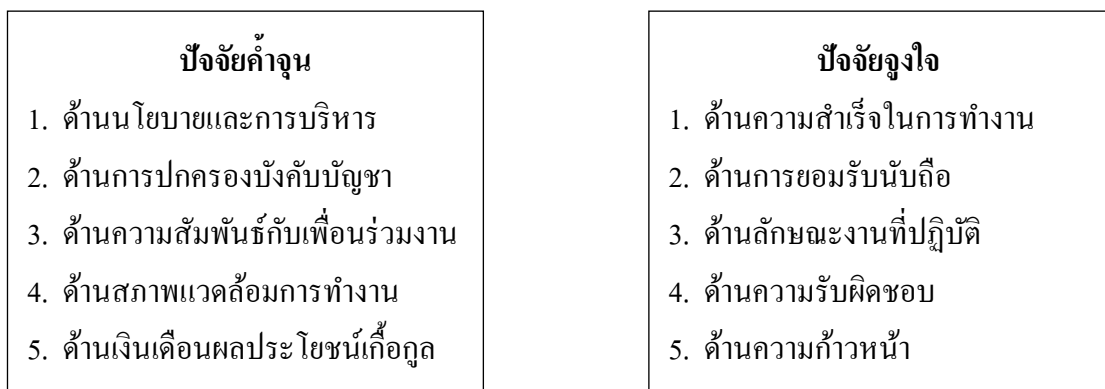 ปัจจัยค้ำจุน
1. ด้านนโยบายและการบริหาร
2. ด้านการปกครองบังคับบัญชา
3. ด้านความสัมพันธ์กับเพื่อนร่วมงาน
4. ด้านสภาพแวดล้อมการทำงาน
5. ด้านเงินเดือนผลประโยชน์เกื้อกูล
ปัจจัยจูงใจ
1. ด้านความสำเร็จในการทำงาน
2. ด้านการยอมรับนับถือ
3. ด้านลักษณะงานที่ปฏิบัติ
4. ด้านความรับผิดชอบ
5. ด้านความก้าวหน้า